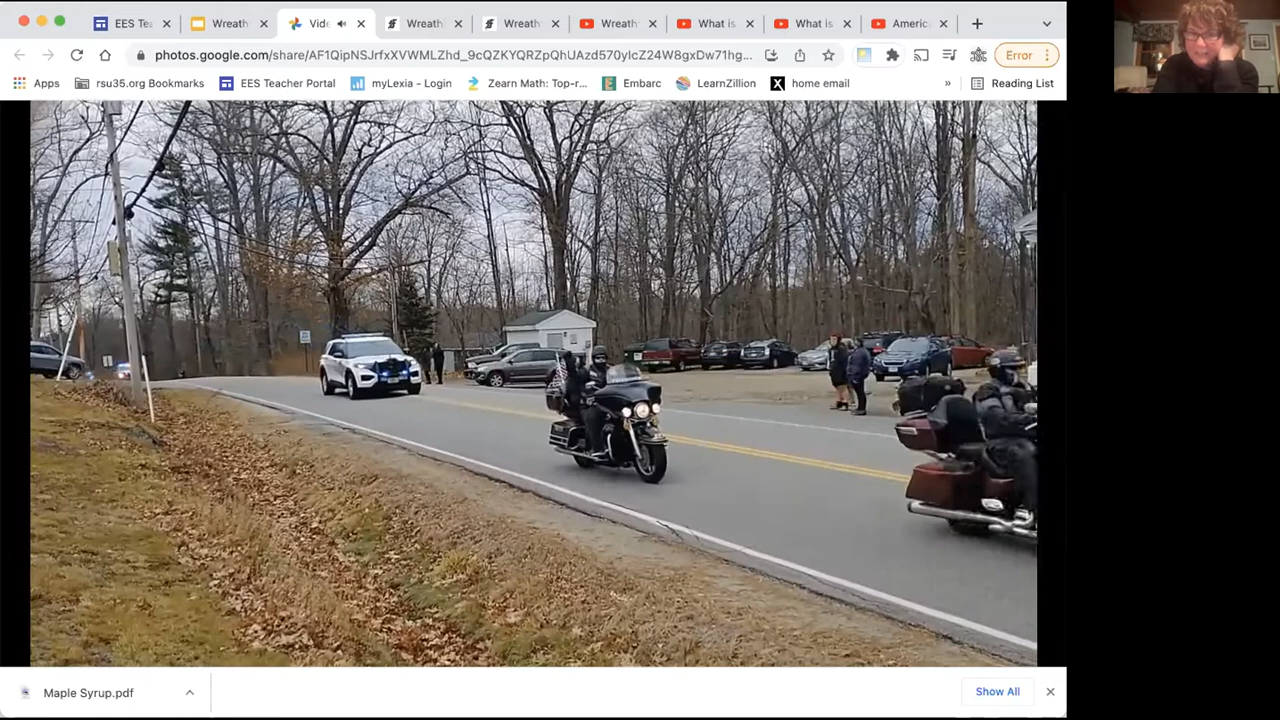 EES Tea
Wreath
Vide
Wreath
Wreathy
Wreathy
What is
What is
Americ
photos.google.com/share/AF1QipNSJrfxXVWMLZhd_9cQZKYQRZpQhUAzd570ylcZ24W8gxDw71hg...
Error
Apps
rsu35.org Bookmarks
EES Teacher Portal
myLexia - Login
Zearn Math: Top-r...
Embarc
LearnZillion
home email
»
Reading List
Maple Syrup.pdf
Show All